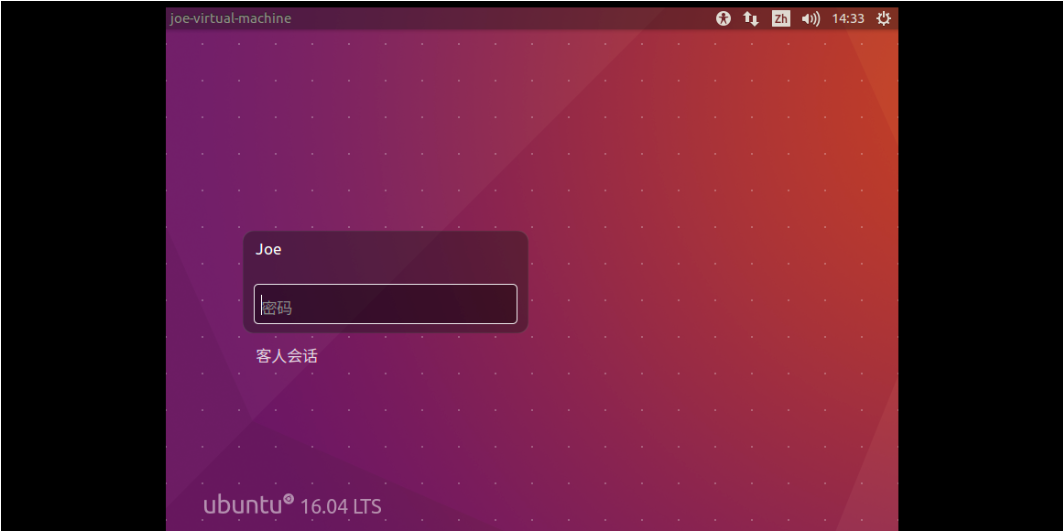 joe-virtual-machine Zh 14:33
Joe
密码
客人会话
ubuntu 16.04 LTS